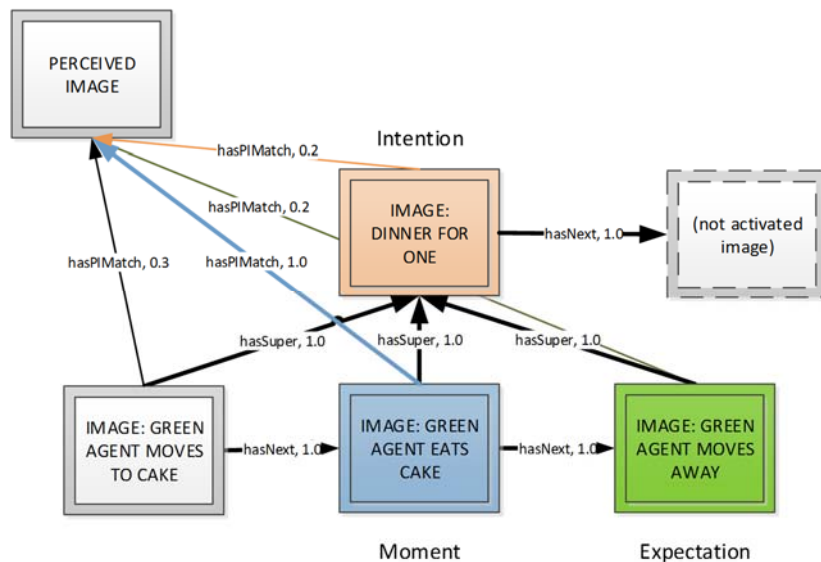 PERCEIVED
IMAGE
Intention
hasPIMatch, 0.2
IMAGE:
DINNER FOR
ONE
hasNext, 1.0
(not activated
image)
hasPIMatch, 0.2
hasPIMatch, 0.3
hasPIMatch, 1.0
hasSuper, 1.0
hasSuper, 1.0
hasSuper, 1.0
IMAGE: GREEN
AGENT MOVES
TO CAKE
hasNext, 1.0
IMAGE: GREEN
AGENT EATS
CAKE
hasNext, 1.0
IMAGE: GREEN
AGENT MOVES
AWAY
Moment
Expectation